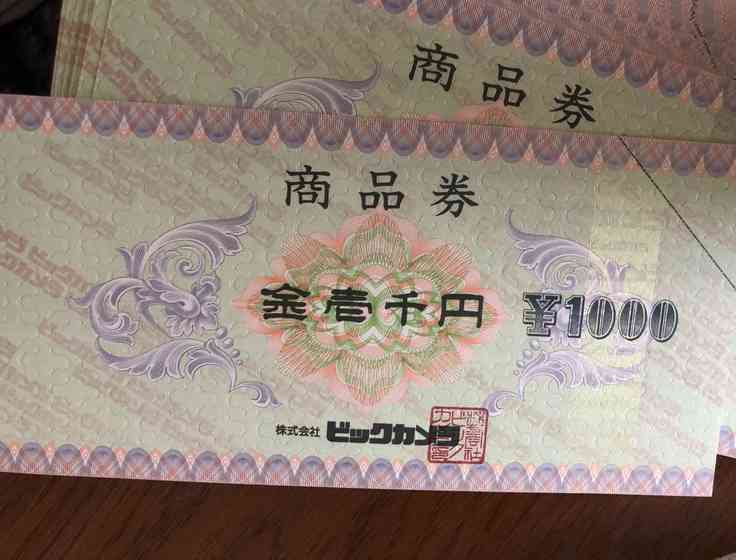 商品券
商品券
金壱千円 ¥1000
株式会社 ビックカメラ